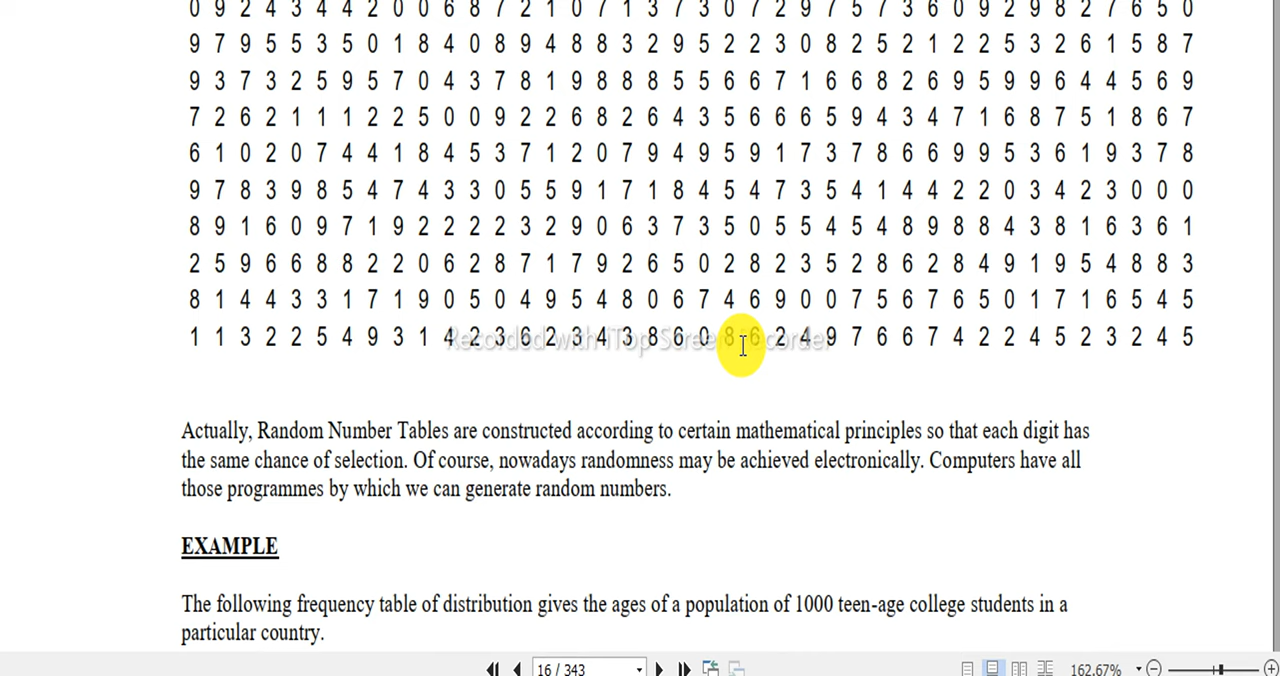 0 9 2 4 3 4 4 2 0 0 6 8 7 2 1 0 7 1 3 7 3 0 7 2 9 7 5 7 3 6 0 9 2 9 8 2 7 6 5 0
9 7 9 5 5 3 5 0 1 8 4 0 8 9 4 8 8 3 2 9 5 2 2 3 0 8 2 5 2 1 2 2 5 3 2 6 1 5 8 7
9 3 7 3 2 5 9 5 7 0 4 3 7 8 1 9 8 8 8 5 5 6 6 7 1 6 6 8 2 6 9 5 9 9 6 4 4 5 6 9
7 2 6 2 1 1 1 2 2 5 0 0 9 2 2 6 8 2 6 4 3 5 6 6 6 5 9 4 3 4 7 1 6 8 7 5 1 8 6 7
6 1 0 2 0 7 4 4 1 8 4 5 3 7 1 2 0 7 9 4 9 5 9 1 7 3 7 8 6 6 9 9 5 3 6 1 9 3 7 8
9 7 8 3 9 8 5 4 7 4 3 3 0 5 5 9 1 7 1 8 4 5 4 7 3 5 4 1 4 4 2 2 0 3 4 2 3 0 0 0
8 9 1 6 0 9 7 1 9 2 2 2 2 3 2 9 0 6 3 7 3 5 0 5 5 4 5 4 8 9 8 8 4 3 8 1 6 3 6 1
2 5 9 6 6 8 8 2 2 0 6 2 8 7 1 7 9 2 6 5 0 2 8 2 3 5 2 8 6 2 8 4 9 1 9 5 4 8 8 3
8 1 4 4 3 3 1 7 1 9 0 5 0 4 9 5 4 8 0 6 7 4 6 9 0 0 7 5 6 7 6 5 0 1 7 1 6 5 4 5
1 1 3 2 2 5 4 9 3 1 4 2 3 6 2 3 4 3 8 6 0 8 6 2 4 9 7 6 6 7 4 2 2 4 5 2 3 2 4 5
Recorded with iTop Screen Recorder
Actually, Random Number Tables are constructed according to certain mathematical principles so that each digit has
the same chance of selection. Of course, nowadays randomness may be achieved electronically. Computers have all
those programmes by which we can generate random numbers.
EXAMPLE
The following frequency table of distribution gives the ages of a population of 1000 teen-age college students in a
particular country.
16 / 343
162.67%